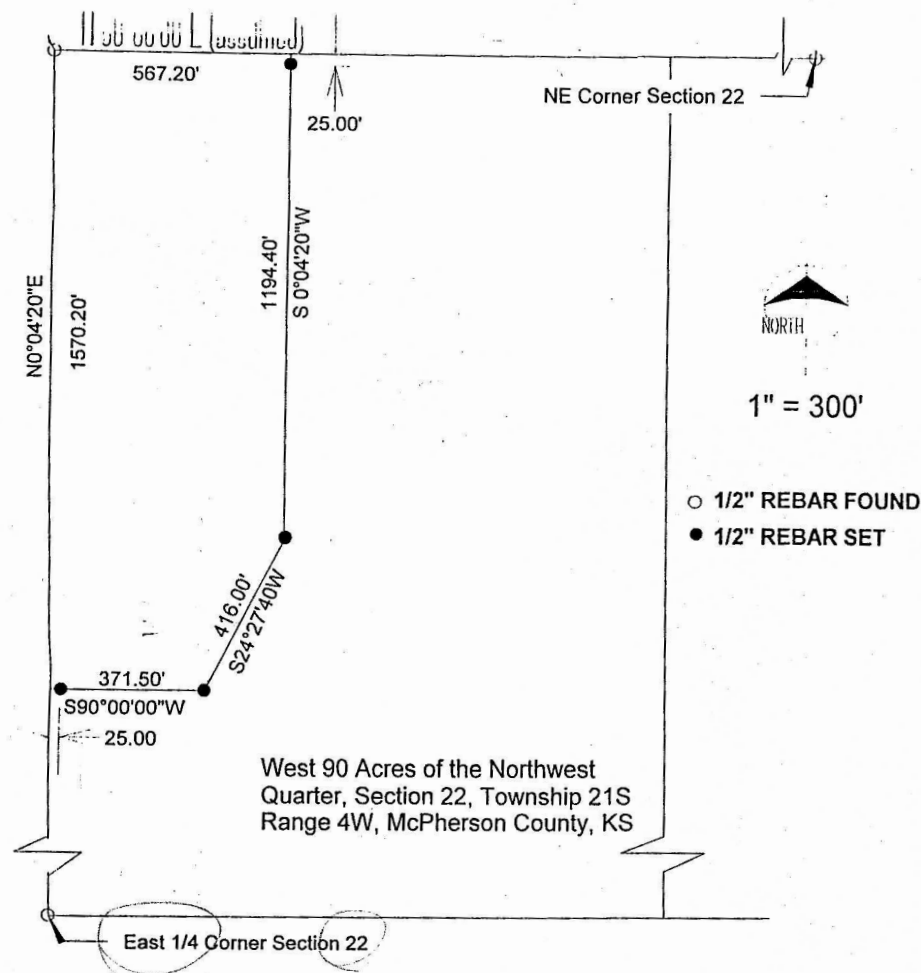 (assumed)
567.20'
25.00'
NE Corner Section 22
N0°04'20"E
1570.20'
1194.40'
S 0°04'20"W
NORTH
1" = 300'
1/2" REBAR FOUND
1/2" REBAR SET
416.00'
S24°27'40W
371.50'
S90°00'00"W
25.00
West 90 Acres of the Northwest
Quarter, Section 22, Township 21S
Range 4W, McPherson County, KS
East 1/4 Corner Section 22